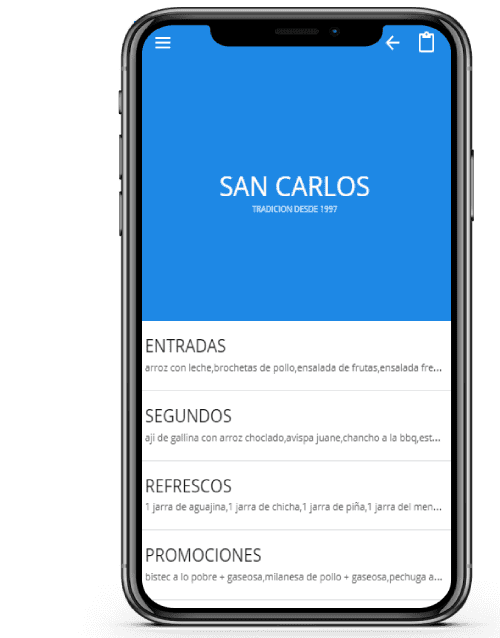 SAN CARLOS
TRADICION DESDE 1997
ENTRADAS
arroz con leche,brochetas de pollo,ensalada de frutas,ensalada fre...
SEGUNDOS
aji de gallina con arroz choclado,avispa juane,chancho a la bbq,est...
REFRESCOS
1 jarra de aguajina,1 jarra de chicha,1 jarra de piña,1 jarra del men...
PROMOCIONES
bistec a lo pobre + gaseosa,milanesa de pollo + gaseosa,pechuga a...